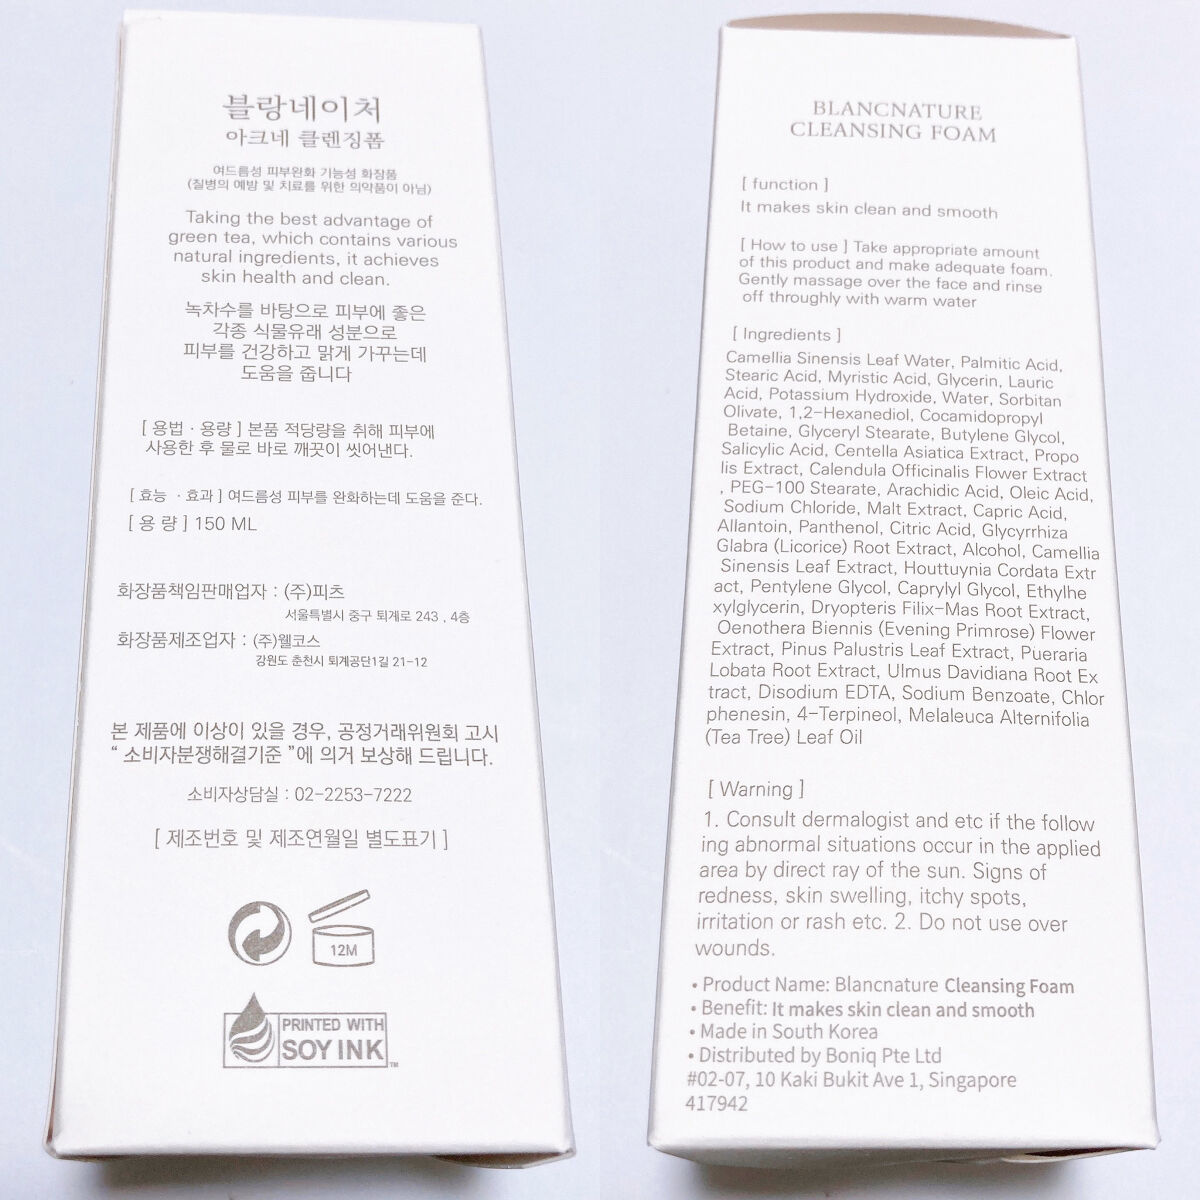 블랑네이처
아크네 클렌징폼
여드름성 피부완화 기능성 화장품
(질병의 예방 및 치료를 위한 의약품이 아님)
Taking the best advantage of
green tea, which contains various
natural ingredients, it achieves
skin health and clean.
녹차수를 바탕으로 피부에 좋은
각종 식물유래 성분으로
피부를 건강하고 맑게 가꾸는데
도움을 줍니다
[ 용법 · 용량 ] 본품 적당량을 취해 피부에
사용한 후 물로 바로 깨끗이 씻어낸다.
[ 효능 · 효과 ] 여드름성 피부를 완화하는데 도움을 준다.
[ 용 량 ] 150 ML
화장품책임판매업자 : (주)피츠
서울특별시 중구 퇴계로 243 , 4층
화장품제조업자 : (주)웰코스
강원도 춘천시 퇴계공단1길 21-12
본 제품에 이상이 있을 경우, 공정거래위원회 고시
“ 소비자분쟁해결기준 ”에 의거 보상해 드립니다.
소비자상담실 : 02-2253-7222
[ 제조번호 및 제조연월일 별도표기 ]
12M
PRINTED WITH
SOY INK
TM
BLANCNATURE
CLEANSING FOAM
[ function ]
It makes skin clean and smooth
[ How to use ] Take appropriate amount
of this product and make adequate foam.
Gently massage over the face and rinse
off throughly with warm water
[ Ingredients ]
Camellia Sinensis Leaf Water, Palmitic Acid,
Stearic Acid, Myristic Acid, Glycerin, Lauric
Acid, Potassium Hydroxide, Water, Sorbitan
Olivate, 1,2-Hexanediol, Cocamidopropyl
Betaine, Glyceryl Stearate, Butylene Glycol,
Salicylic Acid, Centella Asiatica Extract, Propo
lis Extract, Calendula Officinalis Flower Extract
, PEG-100 Stearate, Arachidic Acid, Oleic Acid,
Sodium Chloride, Malt Extract, Capric Acid,
Allantoin, Panthenol, Citric Acid, Glycyrrhiza
Glabra (Licorice) Root Extract, Alcohol, Camellia
Sinensis Leaf Extract, Houttuynia Cordata Extr
act, Pentylene Glycol, Caprylyl Glycol, Ethylhe
xylglycerin, Dryopteris Filix-Mas Root Extract,
Oenothera Biennis (Evening Primrose) Flower
Extract, Pinus Palustris Leaf Extract, Pueraria
Lobata Root Extract, Ulmus Davidiana Root Ex
tract, Disodium EDTA, Sodium Benzoate, Chlor
phenesin, 4-Terpineol, Melaleuca Alternifolia
(Tea Tree) Leaf Oil
[ Warning ]
1. Consult dermalogist and etc if the follow
ing abnormal situations occur in the applied
area by direct ray of the sun. Signs of
redness, skin swelling, itchy spots,
irritation or rash etc. 2. Do not use over
wounds.
• Product Name: Blancnature Cleansing Foam
• Benefit: It makes skin clean and smooth
• Made in South Korea
• Distributed by Boniq Pte Ltd
#02-07, 10 Kaki Bukit Ave 1, Singapore
417942